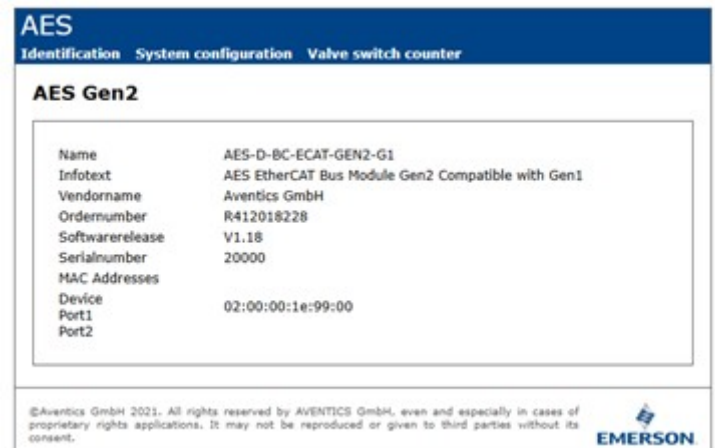 AES
Identification System configuration Valve switch counter
AES Gen2
Name AES-D-BC-ECAT-GEN2-G1
Infotext AES EtherCAT Bus Module Gen2 Compatible with Gen1
Vendorname Aventics GmbH
Ordernumber R412018228
Softwarerelease V1.18
Serialnumber 20000
MAC Addresses
Device
Port1 02:00:00:1e:99:00
Port2
©Aventics GmbH 2021. All rights reserved by AVENTICS GmbH, even and especially in cases of
proprietary rights applications. It may not be reproduced or given to third parties without its
consent.
EMERSON